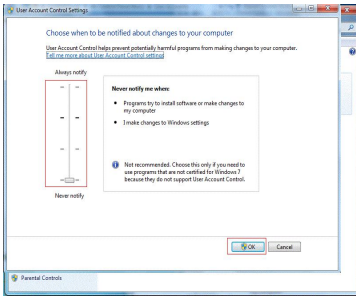 User Account Control Settings
Choose when to be notified about changes to your computer
User Account Control helps prevent potentially harmful programs from making changes to your computer.
Tell me more about User Account Control settings
Always notify
Never notify me when:
• Programs try to install software or make changes to
my computer
• I make changes to Windows settings
Not recommended. Choose this only if you need to
use programs that are not certified for Windows 7
because they do not support User Account Control.
Never notify
OK
Cancel
Parental Controls